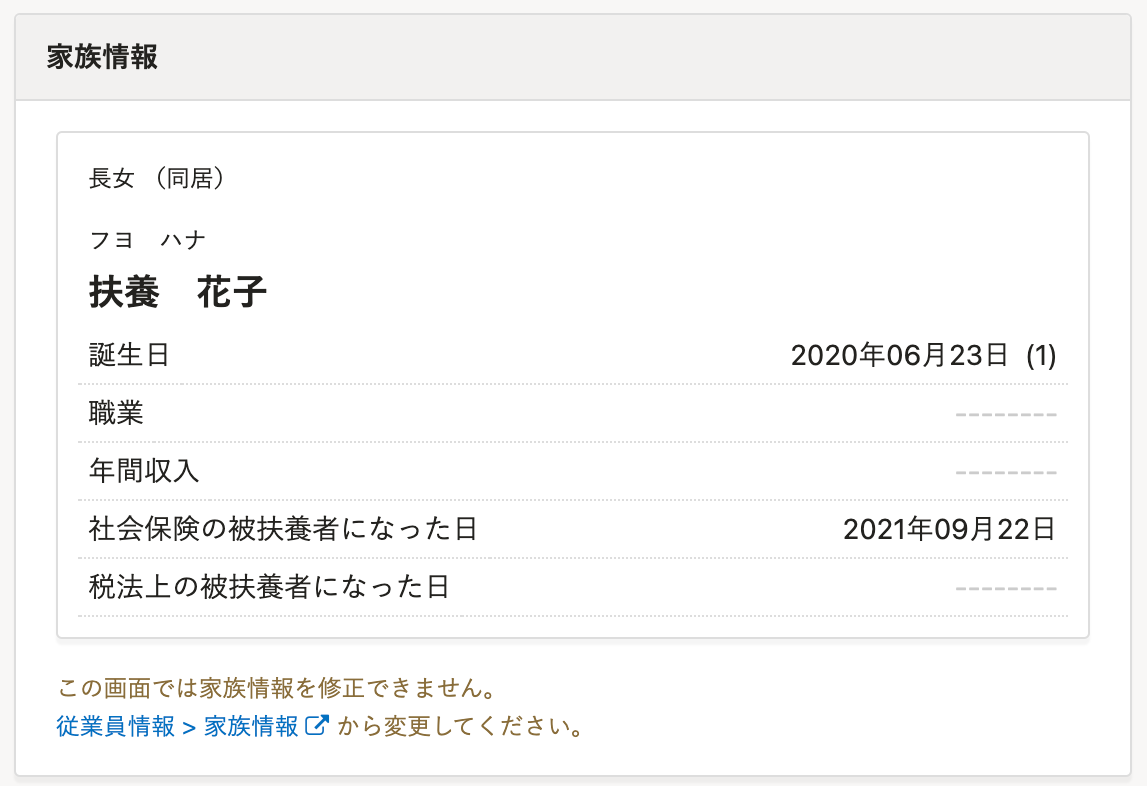 家族情報
長女 （同居）
フヨ　ハナ
扶養　花子
誕生日 2020年06月23日 (1)
職業 --------
年間収入 --------
社会保険の被扶養者になった日 2021年09月22日
税法上の被扶養者になった日 --------
この画面では家族情報を修正できません。
従業員情報 > 家族情報 から変更してください。